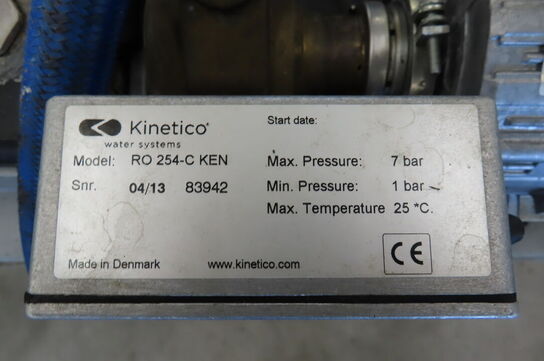 Kinetico®
water systems
Start date:
Model: RO 254-C KEN
Max. Pressure: 7 bar
Snr. 04/13 83942
Min. Pressure: 1 bar
Max. Temperature 25 °C.
Made in Denmark
www.kinetico.com
CE